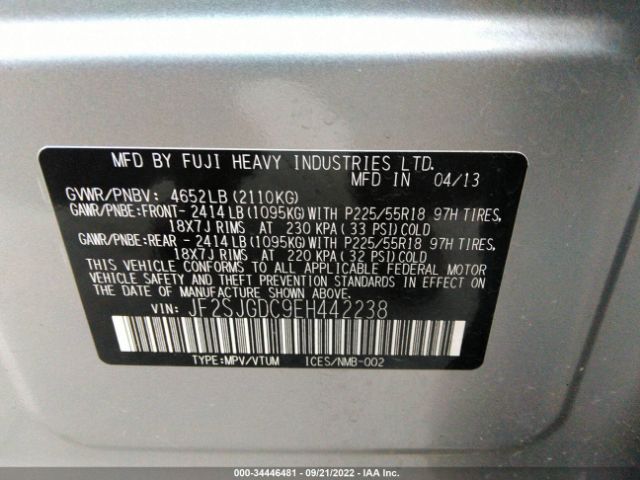 MFD BY FUJI HEAVY INDUSTRIES LTD.
MFD IN 04/13
GVWR/PNBV: 4652LB (2110KG)
GAWR/PNBE:FRONT- 2414 LB (1095KG) WITH P225/55R18 97H TIRES,
18X7J RIMS AT 230 KPA (33 PSI) COLD
GAWR/PNBE:REAR - 2414 LB (1095KG) WITH P225/55R18 97H TIRES,
18X7J RIMS AT 220 KPA (32 PSI) COLD
THIS VEHICLE CONFORMS TO ALL APPLICABLE FEDERAL MOTOR
VEHICLE SAFETY AND THEFT PREVENTION STANDARDS IN EFFECT
ON THE DATE OF MANUFACTURE SHOWN ABOVE.
VIN: JF2SJGDC9EH442238
TYPE:MPV/VTUM ICES/NMB-002
000-34446481 - 09/21/2022 - IAA Inc.